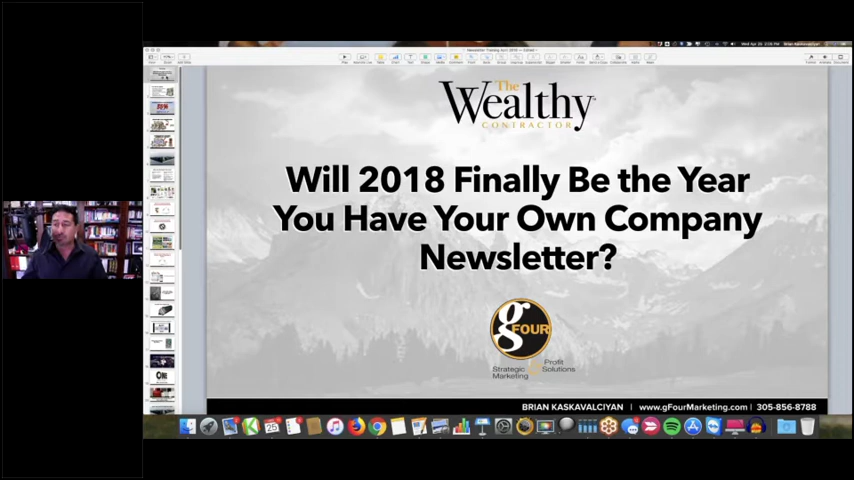 The
Wealthy
CONTRACTOR
Will 2018 Finally Be the Year
You Have Your Own Company
Newsletter?
g FOUR
Strategic Profit
Marketing Solutions
BRIAN KASKAVALCIYAN | www.gFourMarketing.com | 305-856-8788